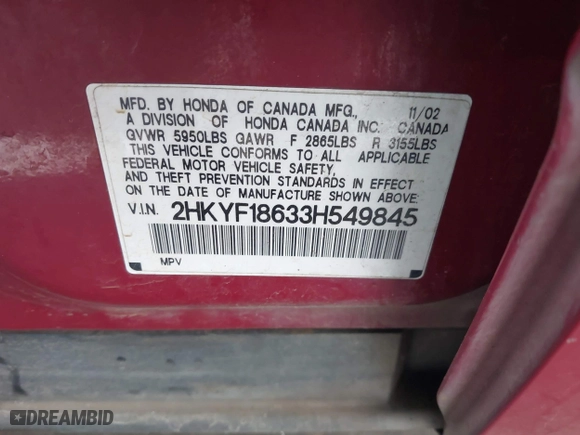 MFD. BY HONDA OF CANADA MFG., 11/02
A DIVISION OF HONDA CANADA INC. CANADA
GVWR 5950LBS GAWR F 2865LBS R 3155LBS
THIS VEHICLE CONFORMS TO ALL APPLICABLE
FEDERAL MOTOR VEHICLE SAFETY,
AND THEFT PREVENTION STANDARDS IN EFFECT
ON THE DATE OF MANUFACTURE SHOWN ABOVE:
V.I.N. 2HKYF18633H549845
MPV
DREAMBID